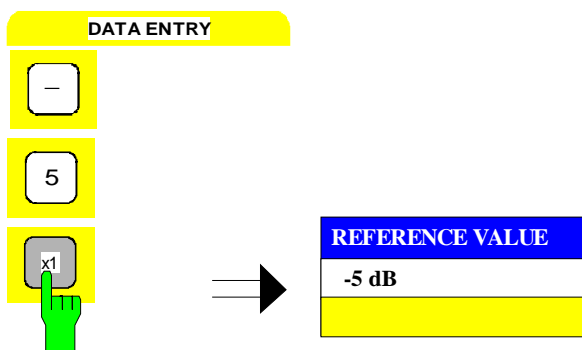 DATA ENTRY
–
5
x1
REFERENCE VALUE
-5 dB